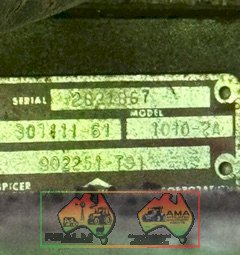 SERIAL 2821867
MODEL
301411-61 1010-2A
902251-T91
SPICER CORPORATION